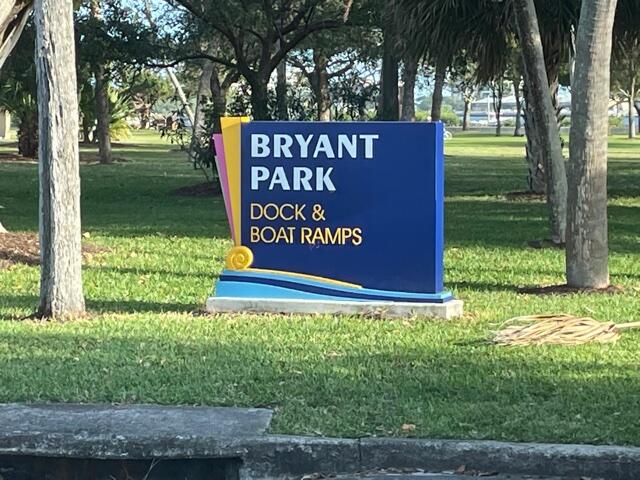 BRYANT
PARK
DOCK &
BOAT RAMPS